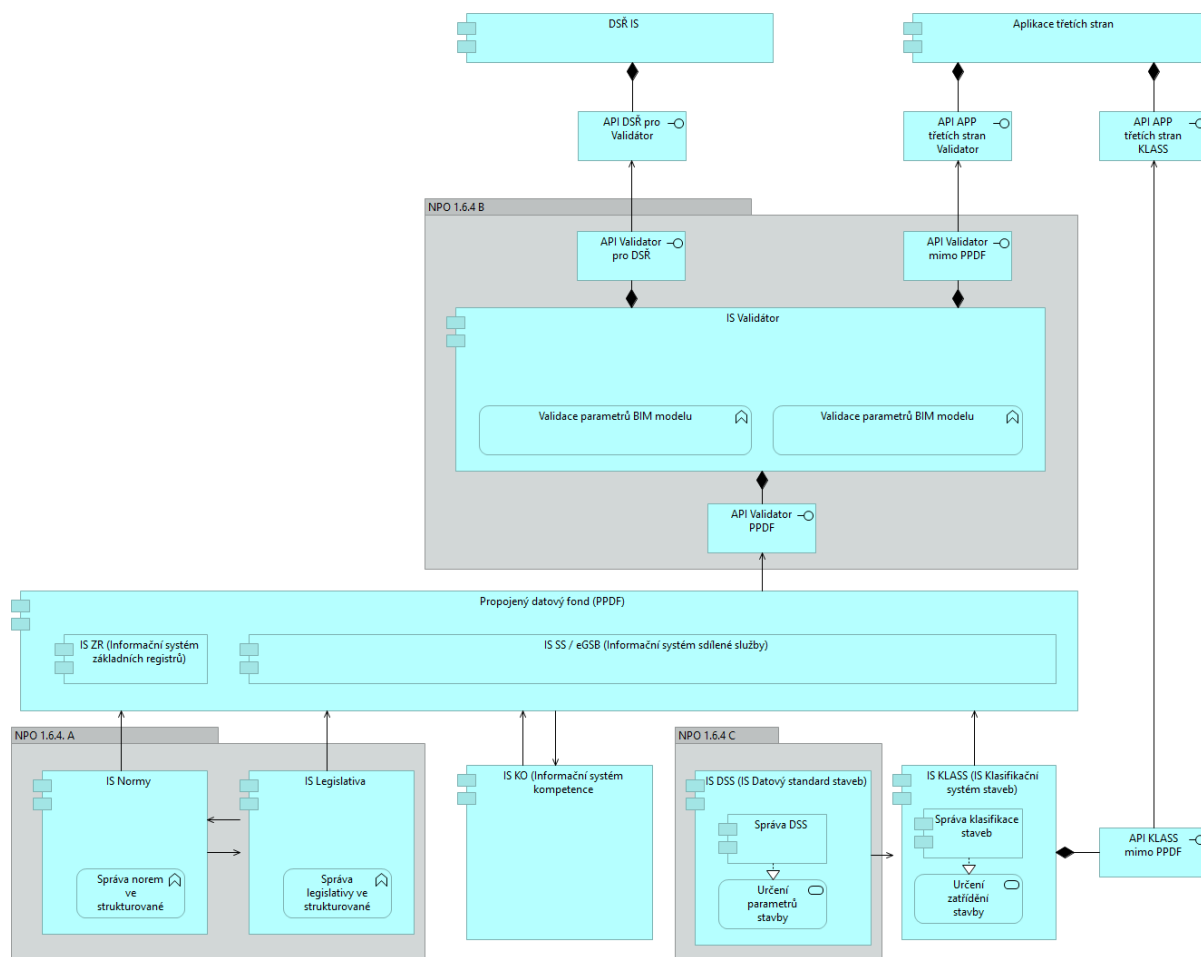 DSŘ IS
Aplikace třetích stran
API DSŘ pro
Validátor
API APP
třetích stran
Validator
API APP
třetích stran
KLASS
NPO 1.6.4 B
API Validator
pro DSŘ
API Validator
mimo PPDF
IS Validátor
Validace parametrů BIM modelu
Validace parametrů BIM modelu
API Validator
PPDF
Propojený datový fond (PPDF)
IS ZR (Informační systém
základních registrů)
IS SS / eGSB (Informační systém sdílené služby)
NPO 1.6.4. A
IS Normy
Správa norem
ve
strukturované
IS Legislativa
Správa
legislativy ve
strukturované
IS KO (Informační systém
kompetence
NPO 1.6.4 C
IS DSS (IS Datový standard staveb)
Správa DSS
Určení
parametrů
stavby
IS KLASS (IS Klasifikační
systém staveb)
Správa klasifikace
staveb
Určení
zatřídění
stavby
API KLASS
mimo PPDF